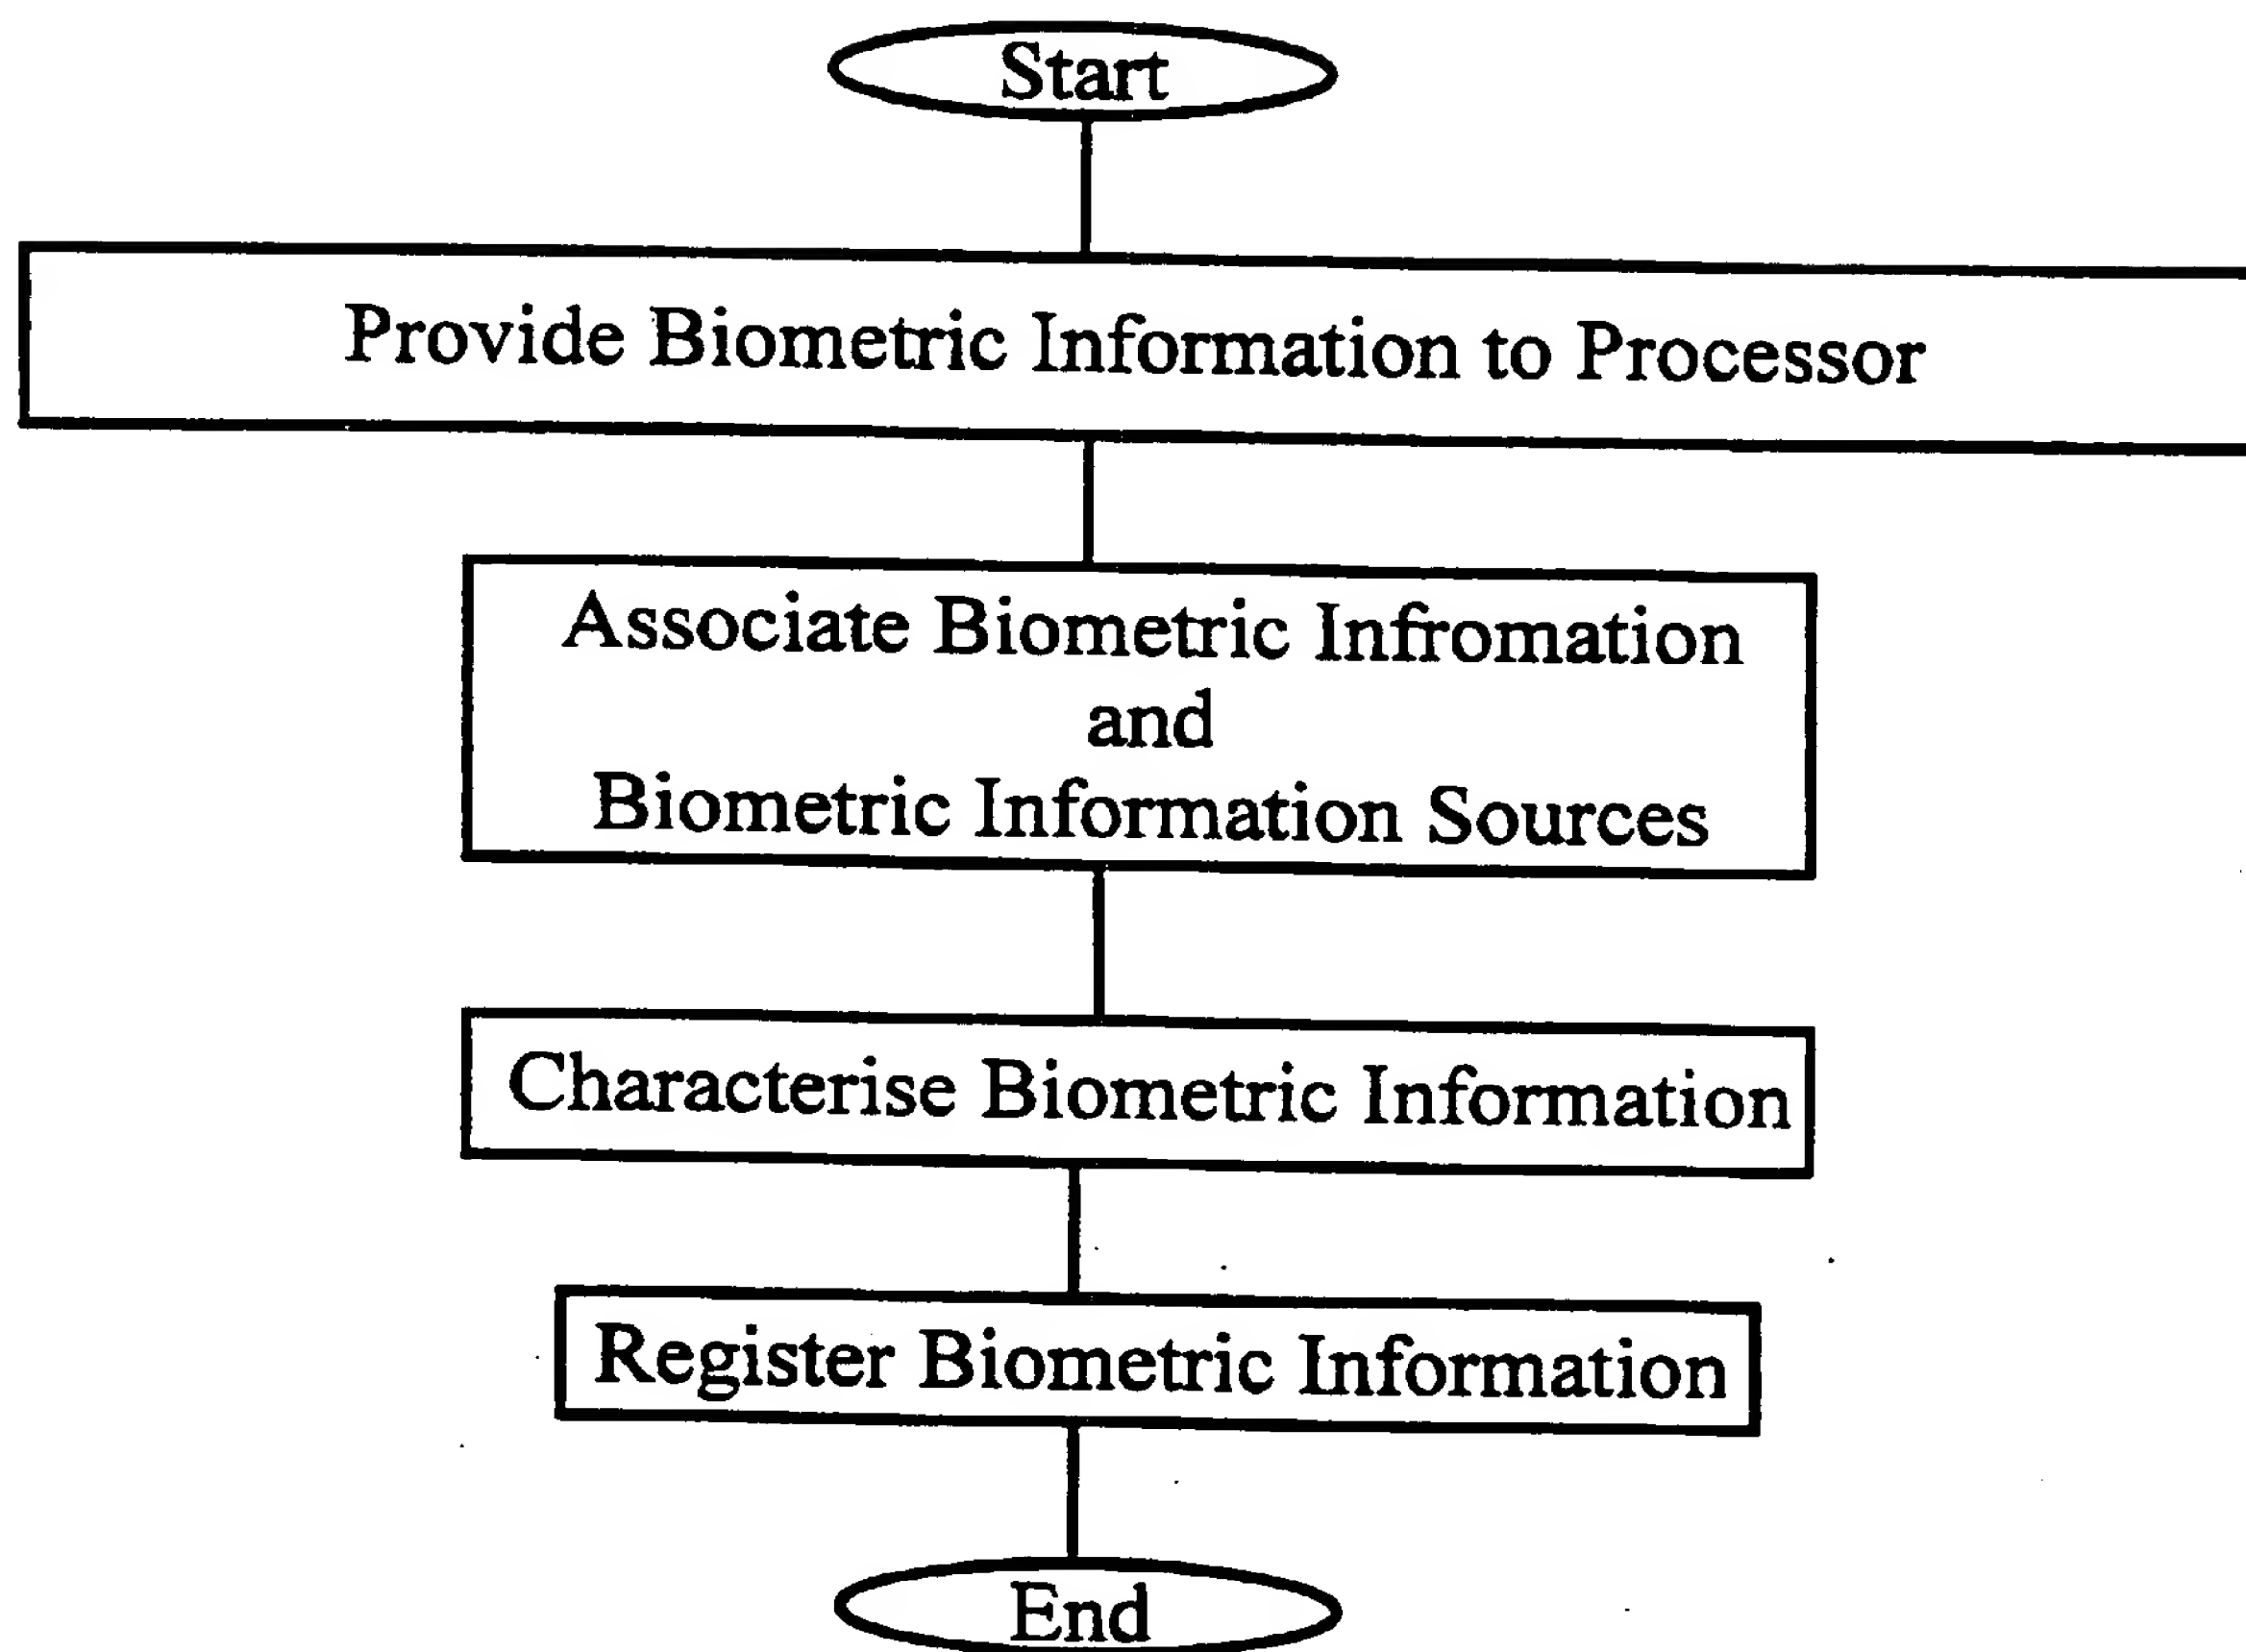 Start
Provide Biometric Information to Processor
Associate Biometric Infromation
and
Biometric Information Sources
Characterise Biometric Information
Register Biometric Information
End